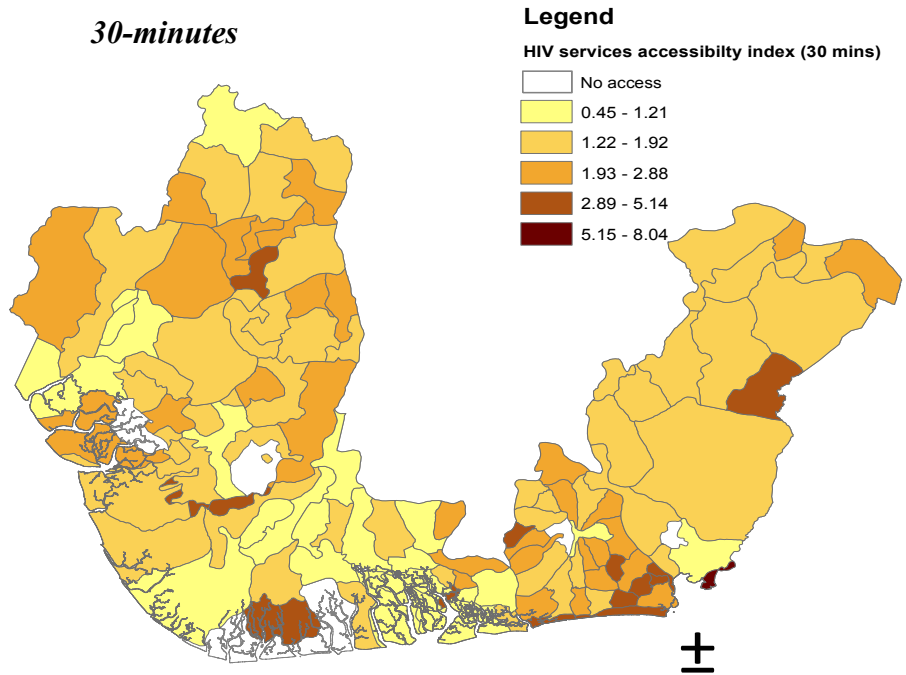 30-minutes
Legend
HIV services accessibilty index (30 mins)
No access
0.45 - 1.21
1.22 - 1.92
1.93 - 2.88
2.89 - 5.14
5.15 - 8.04